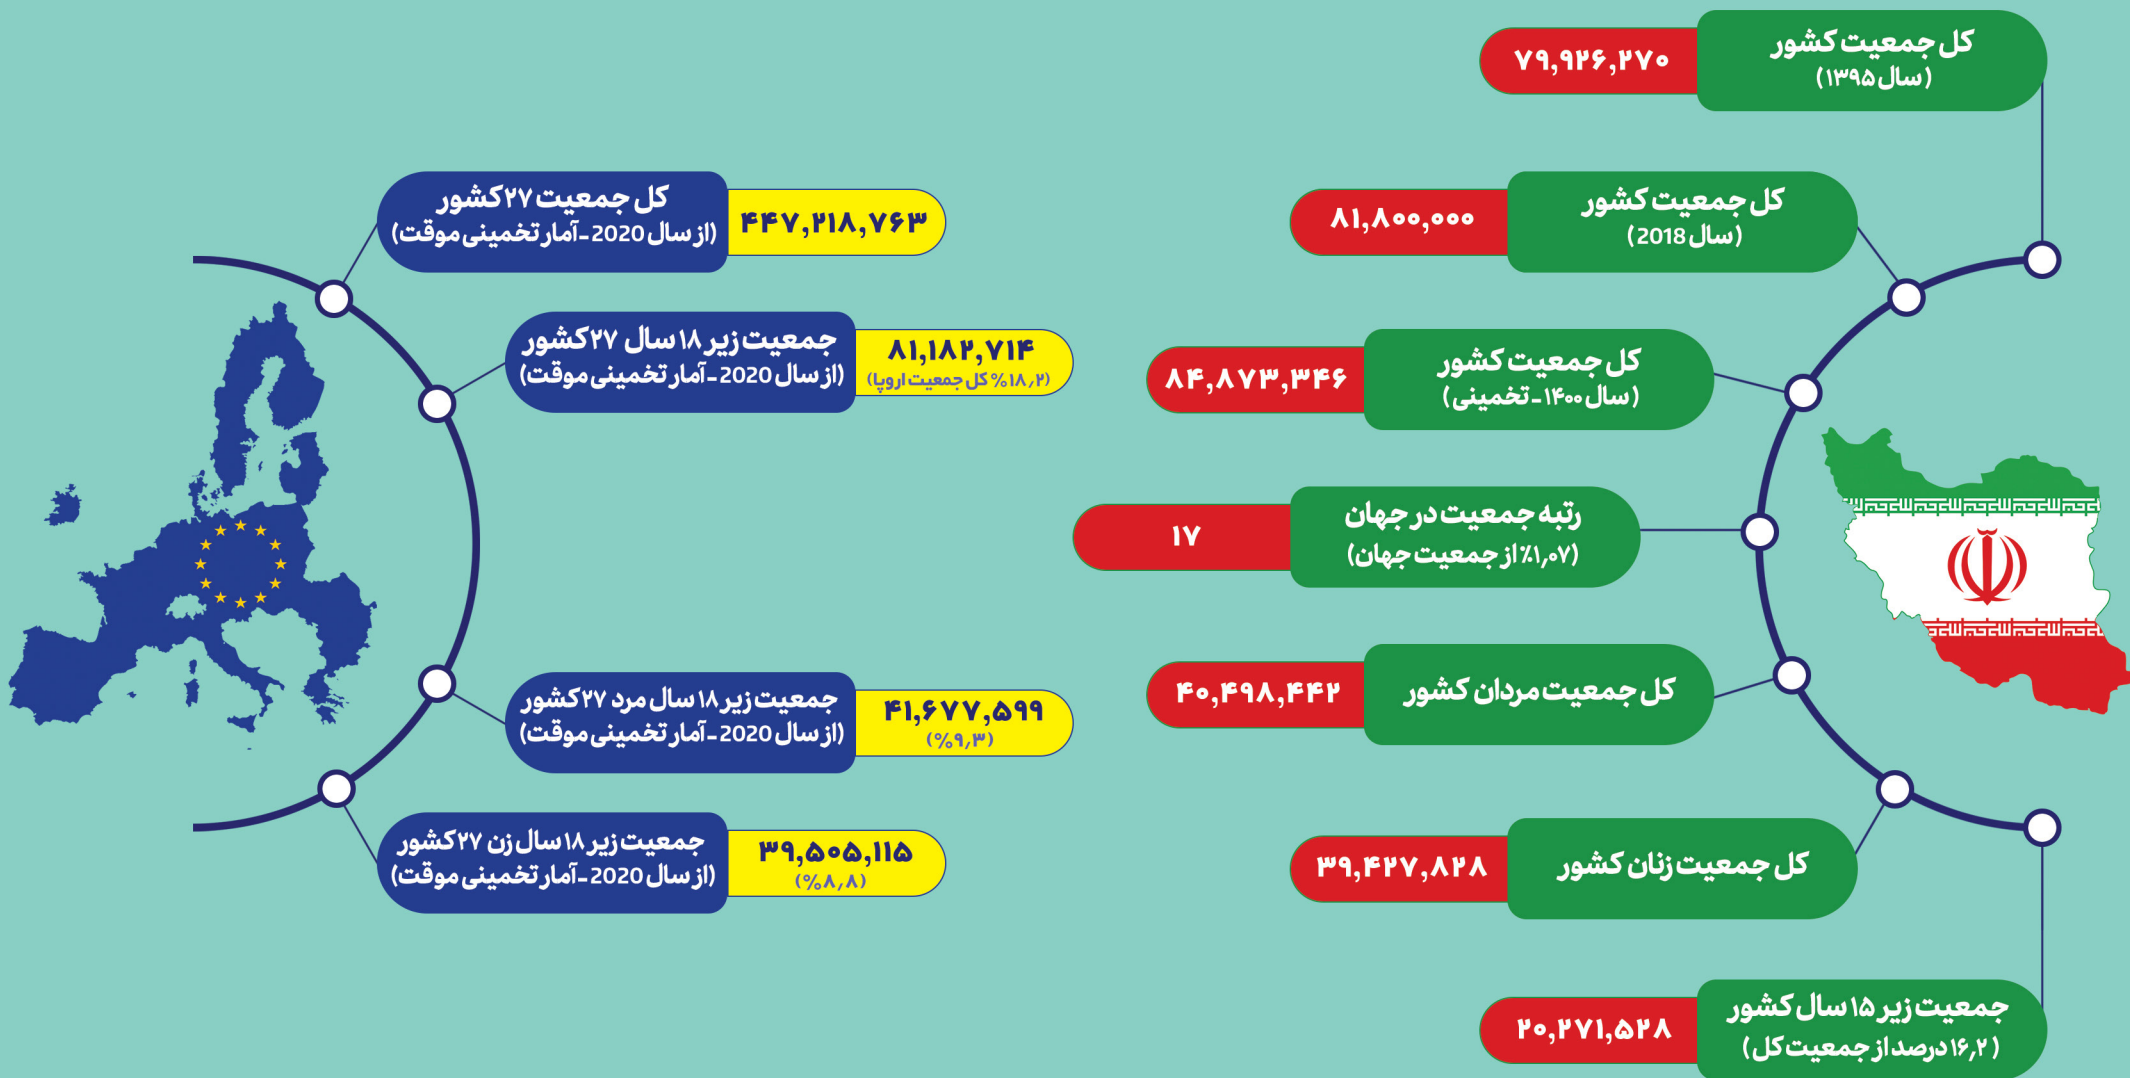 کل جمعیت کشور
(سال ۱۳۹۵)
۷۹,۹۲۶,۲۷۰
کل جمعیت کشور
(سال 2018)
۸۱,۸۰۰,۰۰۰
کل جمعیت کشور
(سال ۱۴۰۰ - تخمینی)
۸۴,۸۷۳,۳۴۶
رتبه جمعیت در جهان
(۱,۰۷٪ از جمعیت جهان)
۱۷
کل جمعیت مردان کشور
۴۰,۴۹۸,۴۴۲
کل جمعیت زنان کشور
۳۹,۴۲۷,۸۲۸
جمعیت زیر ۱۵ سال کشور
(۱۶,۲ درصد از جمعیت کل)
۲۰,۲۷۱,۵۲۸
کل جمعیت ۲۷ کشور
(از سال 2020 - آمار تخمینی موقت)
۴۴۷,۲۱۸,۷۶۳
جمعیت زیر ۱۸ سال ۲۷ کشور
(از سال 2020 - آمار تخمینی موقت)
۸۱,۱۸۲,۷۱۴
(۱۸,۲% کل جمعیت اروپا)
جمعیت زیر ۱۸ سال مرد ۲۷ کشور
(از سال 2020 - آمار تخمینی موقت)
۴۱,۶۷۷,۵۹۹
(۹,۳%)
جمعیت زیر ۱۸ سال زن ۲۷ کشور
(از سال 2020 - آمار تخمینی موقت)
۳۹,۵۰۵,۱۱۵
(۸,۸%)